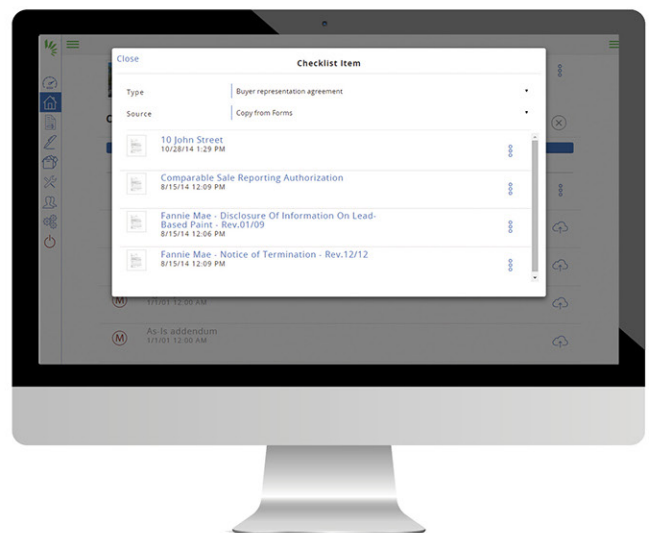 Close
Checklist Item
Type
Buyer representation agreement
Source
Copy from Forms
10 John Street
10/28/14 1:29 PM
Comparable Sale Reporting Authorization
8/15/14 12:09 PM
Fannie Mae - Disclosure Of Information On Lead-
Based Paint - Rev.01/09
8/15/14 12:06 PM
Fannie Mae - Notice of Termination - Rev.12/12
8/15/14 12:09 PM
M
1/1/01 12:00 AM
M
As-Is addendum
1/1/01 12:00 AM